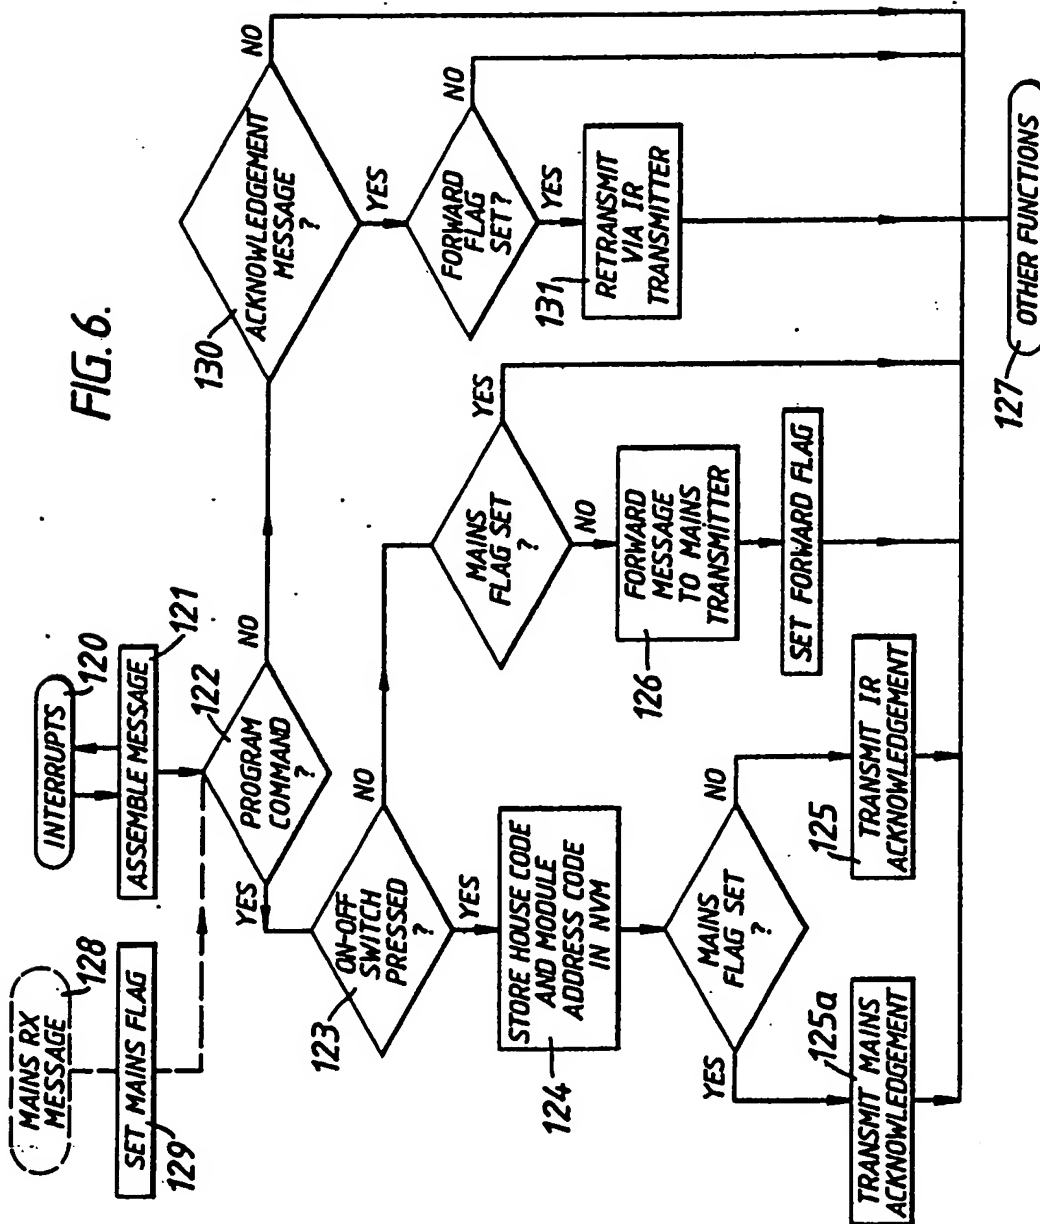 FIG. 6.
MAINS RX
MESSAGE
128
SET MAINS FLAG
129
INTERRUPTS
120
ASSEMBLE MESSAGE
121
PROGRAM
COMMAND
?
122
YES
NO
ACKNOWLEDGEMENT
MESSAGE
?
130
NO
YES
ON-OFF
SWITCH
PRESSED
?
123
NO
YES
MAINS
FLAG SET
?
YES
NO
FORWARD
FLAG
SET?
NO
YES
STORE HOUSE CODE
AND MODULE
ADDRESS CODE
IN NVM
124
FORWARD
MESSAGE
TO MAINS
TRANSMITTER
126
RETRANSMIT
VIA IR
TRANSMITTER
131
MAINS
FLAG SET
?
YES
NO
SET FORWARD FLAG
TRANSMIT MAINS
ACKNOWLEDGEMENT
125a
TRANSMIT IR
ACKNOWLEDGEMENT
125
OTHER FUNCTIONS
127